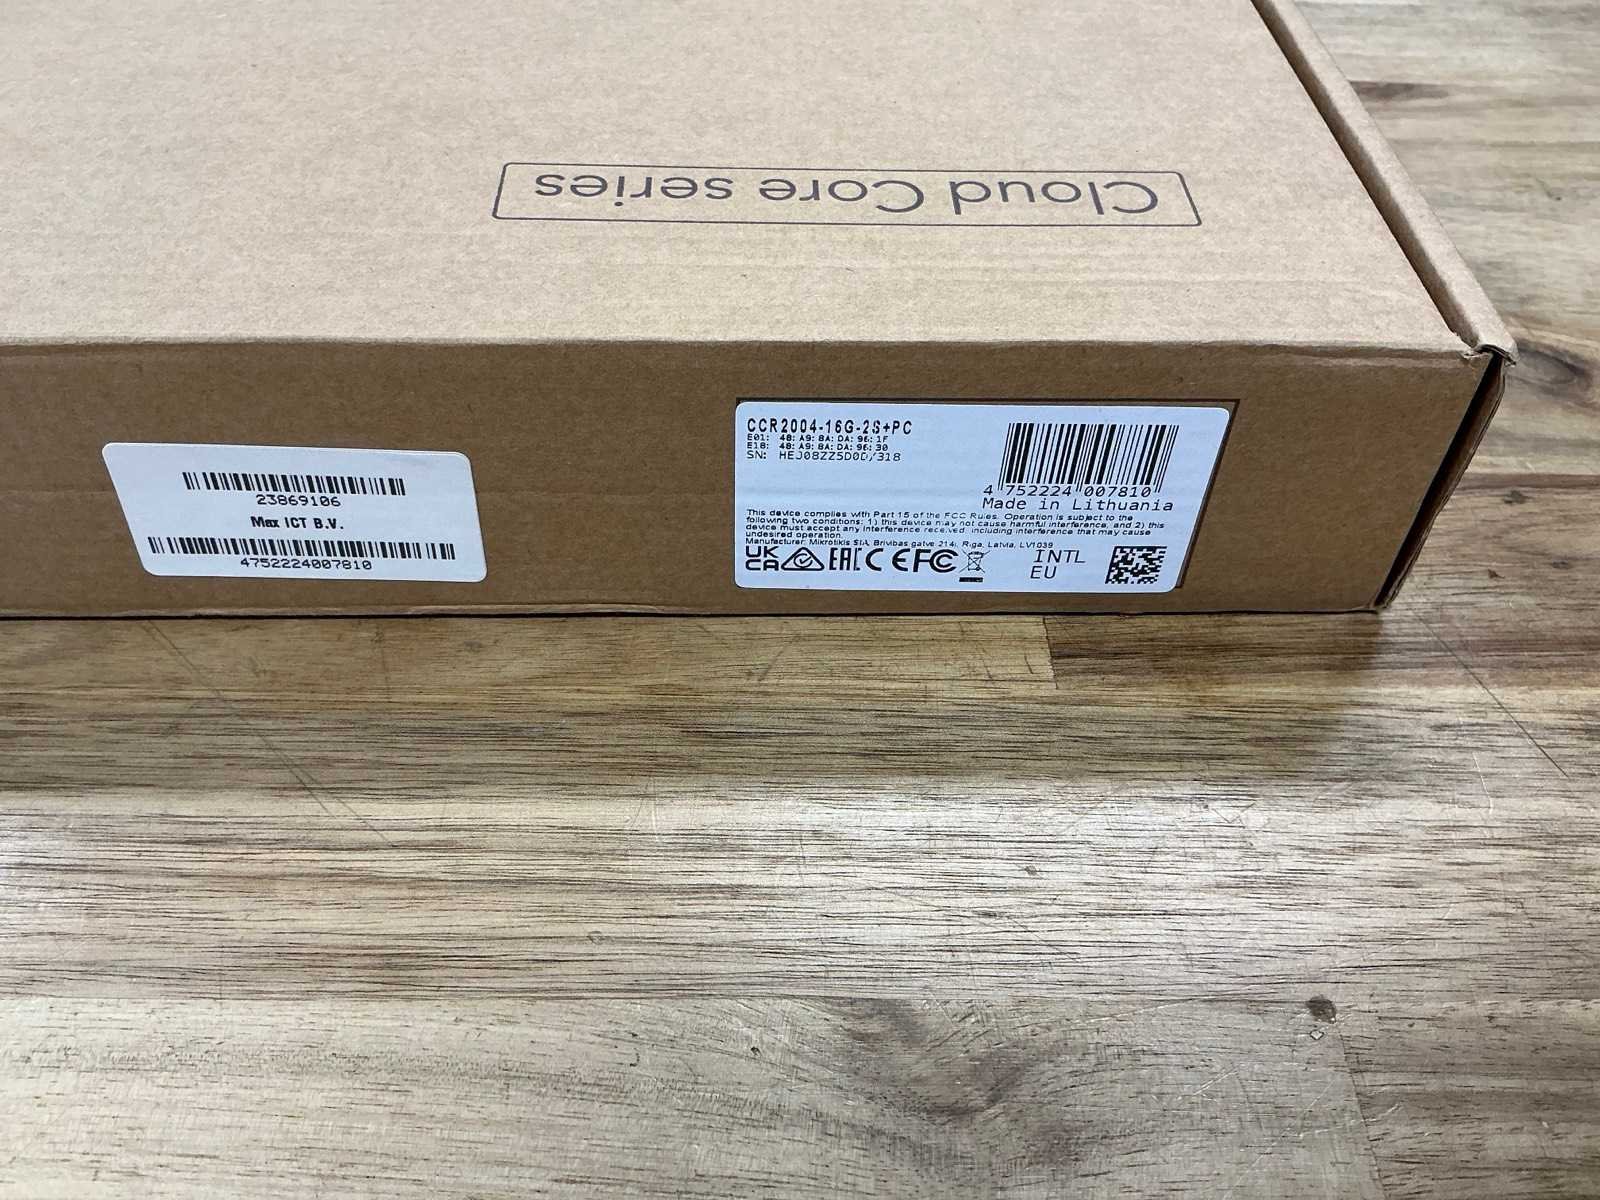 Cloud Core series
23869106
Max ICT B.V.
4752224007810
CCR2004-16G-2S+PC
E01: 48:A9:8A:DA:96:1F
E18: 48:A9:8A:DA:96:30
SN: HEJ08ZZ5D0D/318
4 752224 007810
Made in Lithuania
This device complies with Part 15 of the FCC Rules. Operation is subject to the
following two conditions: 1) this device may not cause harmful interference, and 2) this
device must accept any interference received, including interference that may cause
undesired operation.
Manufacturer: Mikrotikls SIA, Brivibas gatve 214i, Riga, Latvia, LV1039
UK
CA
EAC CE FC
INTL
EU